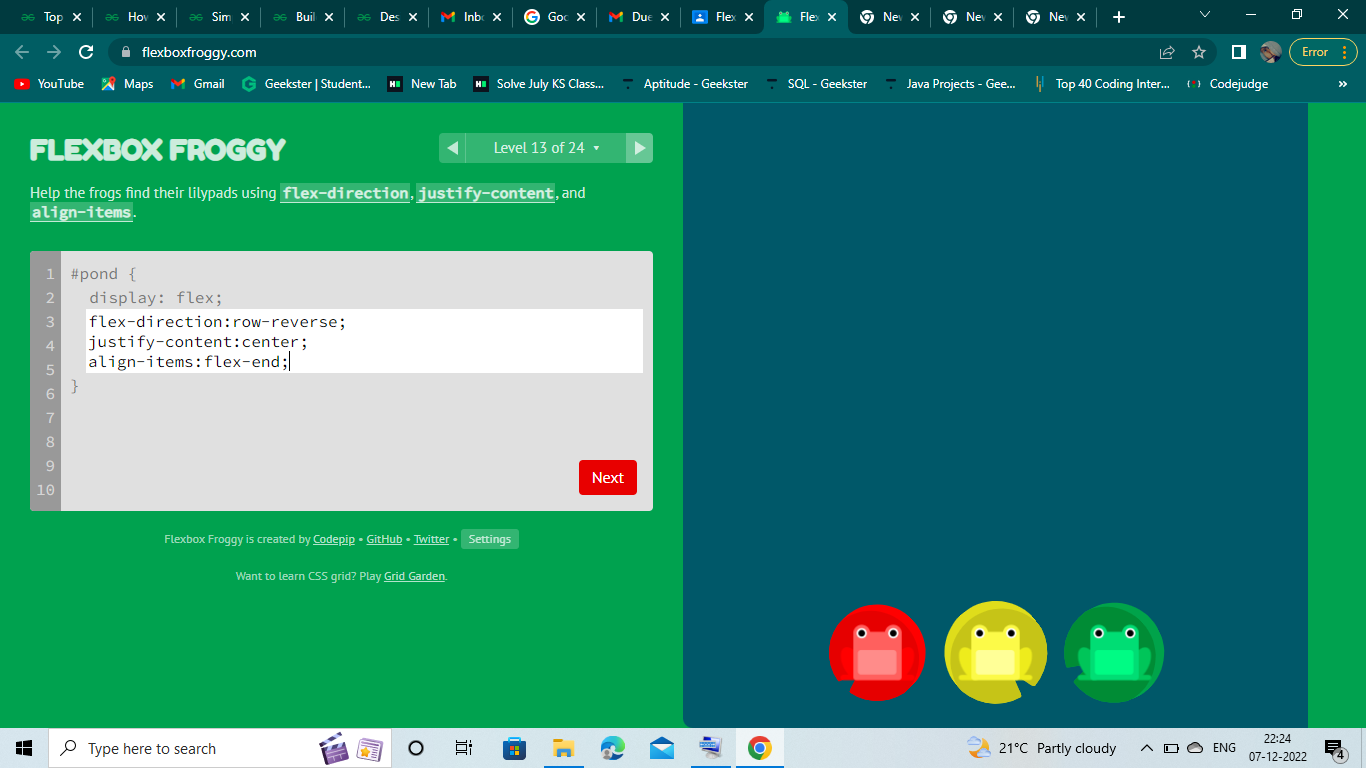 Top
How
Sim
Buil
Des
Inbo
Goo
Due
Flex
Flex
New
New
New
flexboxfroggy.com
Error
YouTube
Maps
Gmail
Geekster | Student...
New Tab
Solve July KS Class...
Aptitude - Geekster
SQL - Geekster
Java Projects - Gee...
Top 40 Coding Inter...
Codejudge
»
FLEXBOX FROGGY
Level 13 of 24
Help the frogs find their lilypads using flex-direction, justify-content, and
align-items.
1 #pond {
2 display: flex;
3 flex-direction:row-reverse;
4 justify-content:center;
5 align-items:flex-end;
6 }
7
8
9
10
Next
Flexbox Froggy is created by Codepip • GitHub • Twitter • Settings
Want to learn CSS grid? Play Grid Garden.
Type here to search
21°C Partly cloudy
ENG
22:24
07-12-2022
4